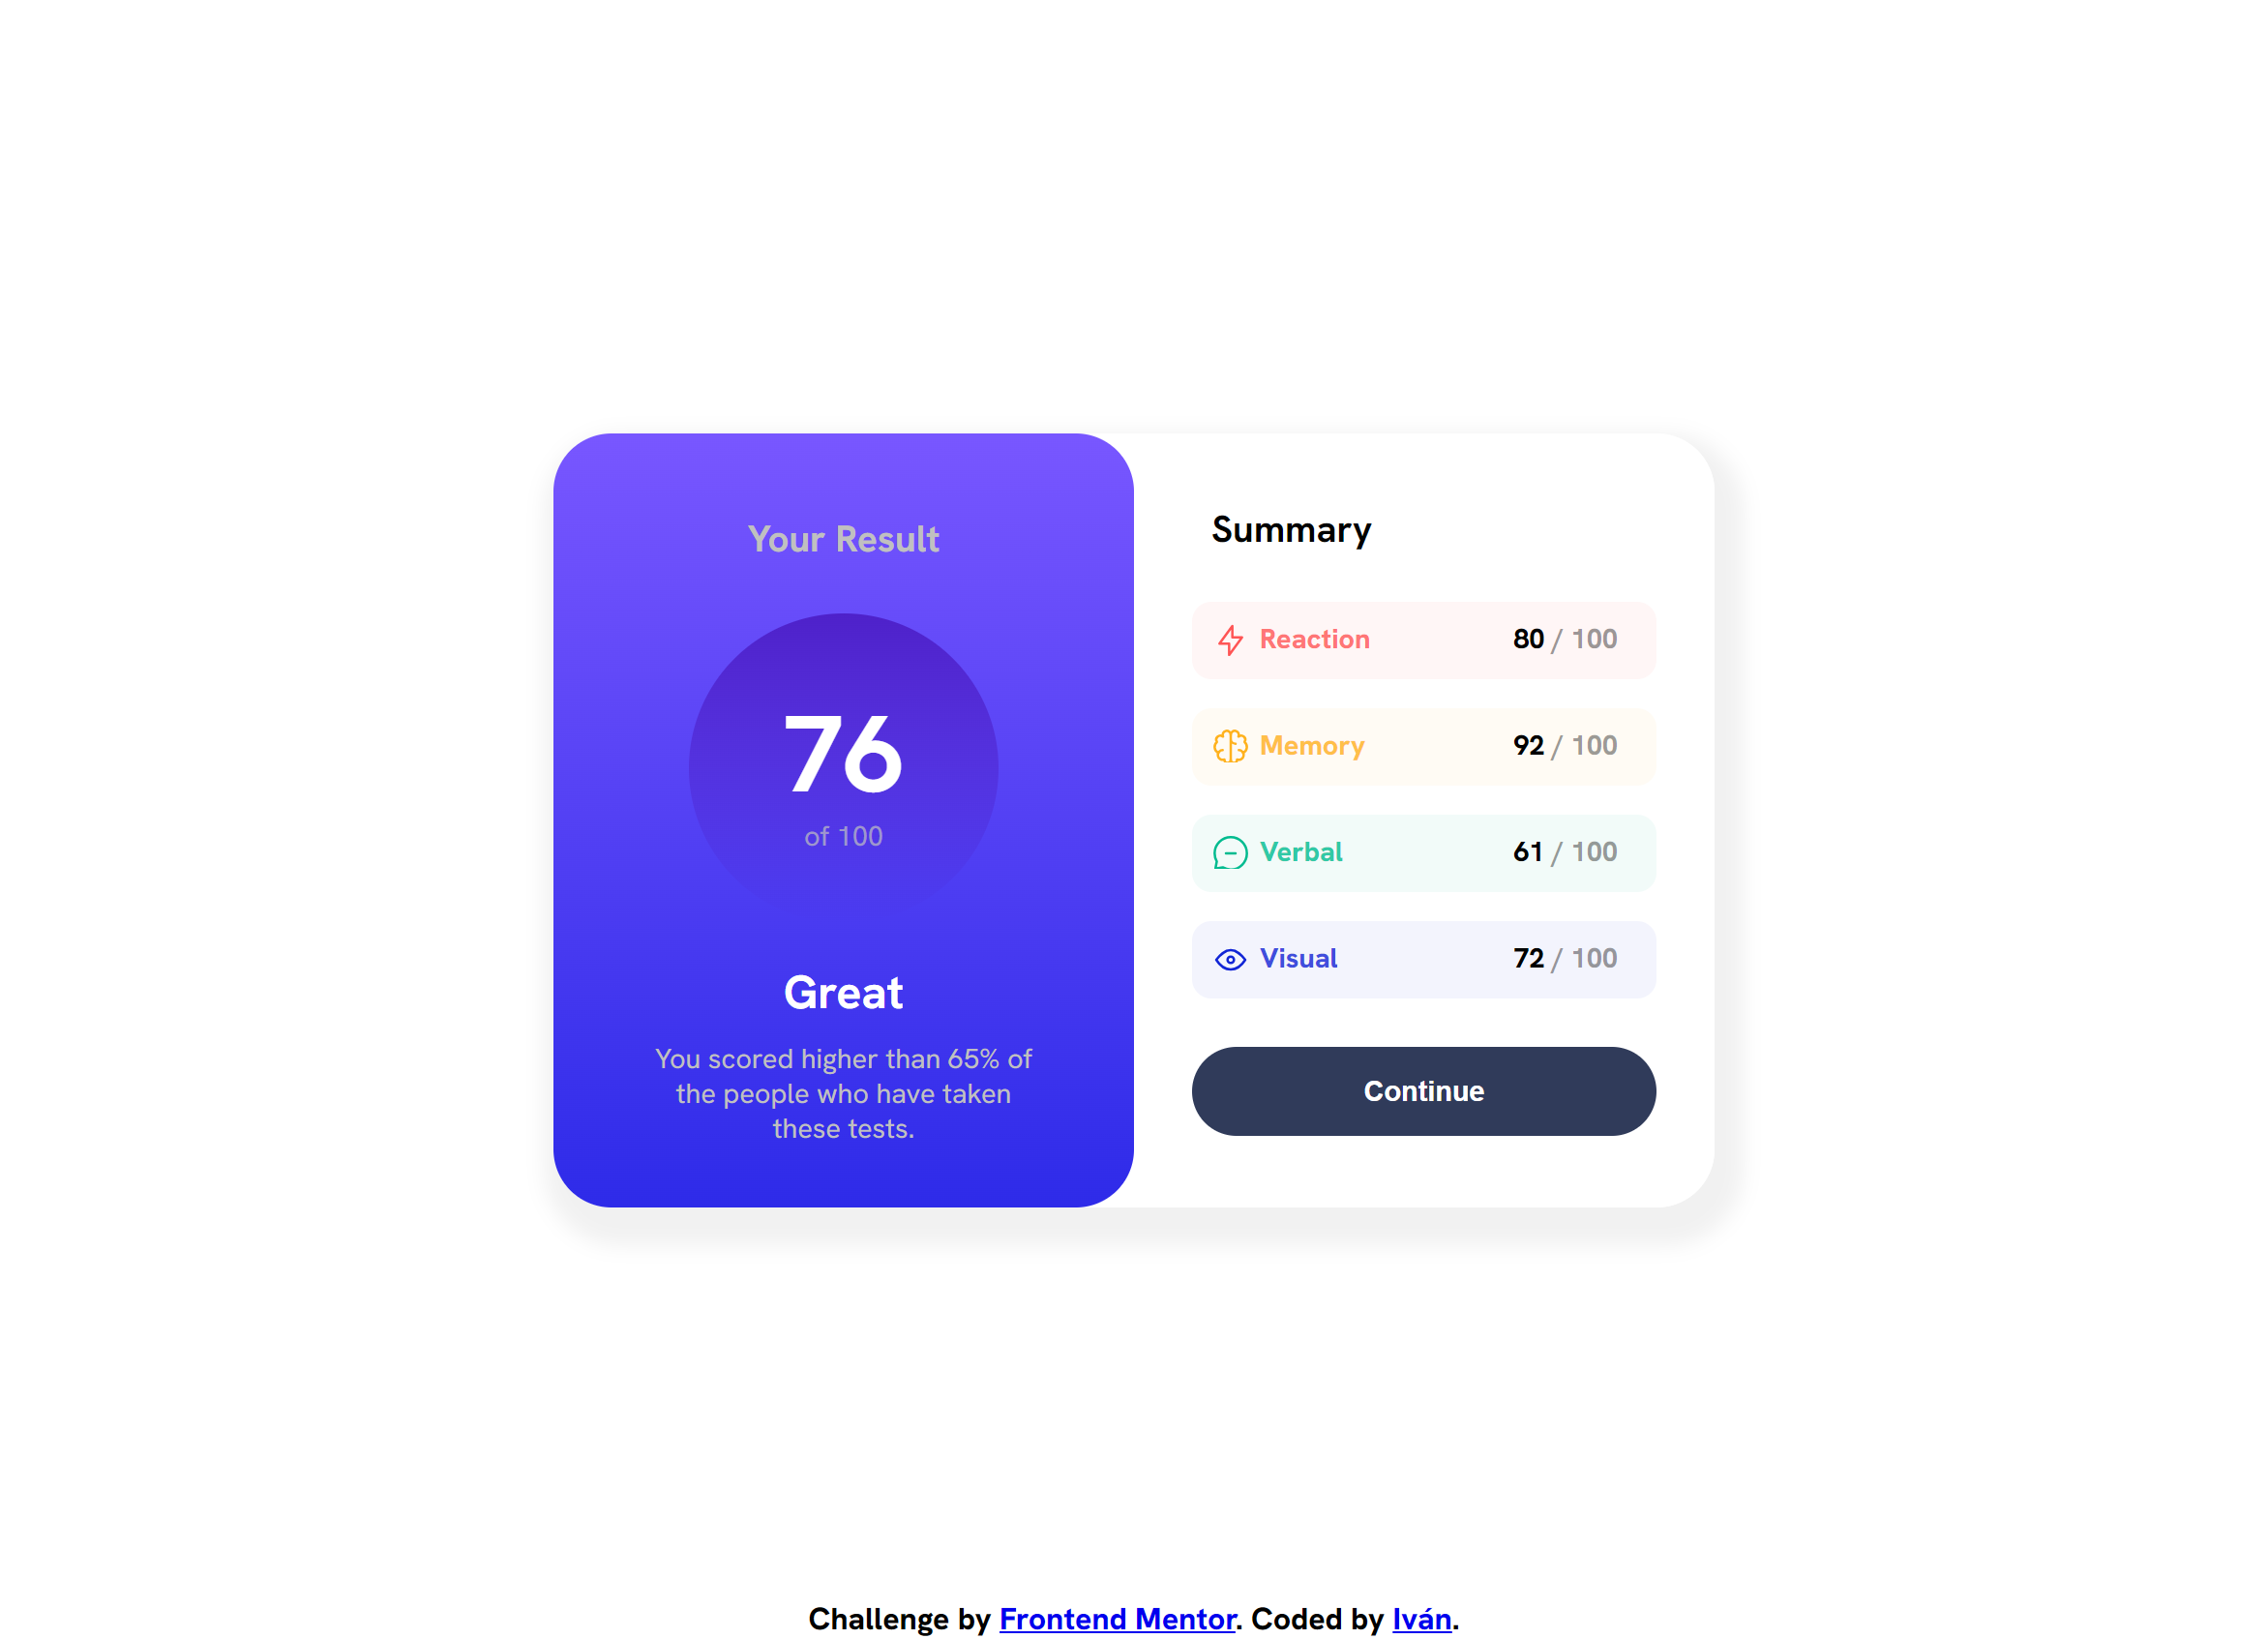 Your Result
76
of 100
Great
You scored higher than 65% of
the people who have taken
these tests.
Summary
Reaction 80 / 100
Memory 92 / 100
Verbal 61 / 100
Visual 72 / 100
Continue
Challenge by Frontend Mentor. Coded by Iván.